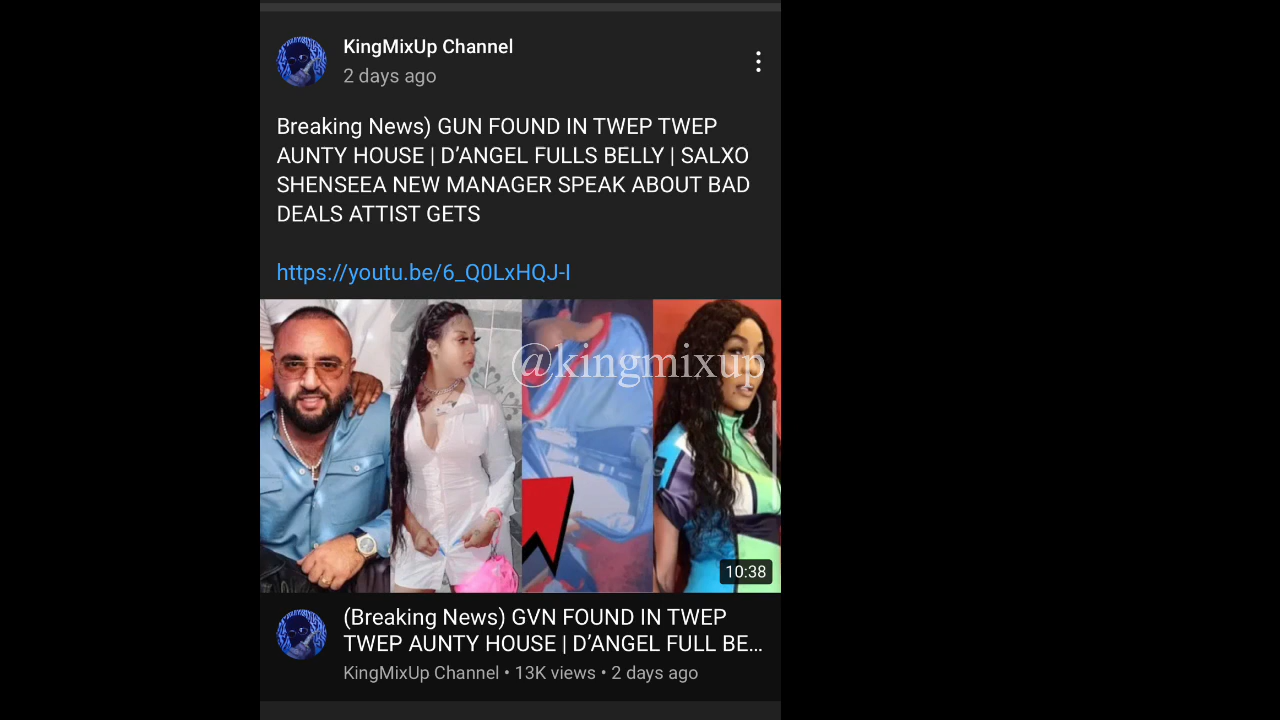 KingMixUp Channel
2 days ago
Breaking News) GUN FOUND IN TWEP TWEP
AUNTY HOUSE | D’ANGEL FULLS BELLY | SALXO
SHENSEEA NEW MANAGER SPEAK ABOUT BAD
DEALS ATTIST GETS
https://youtu.be/6_Q0LxHQJ-I
@kingmixup
10:38
(Breaking News) GVN FOUND IN TWEP
TWEP AUNTY HOUSE | D’ANGEL FULL BE...
KingMixUp Channel • 13K views • 2 days ago